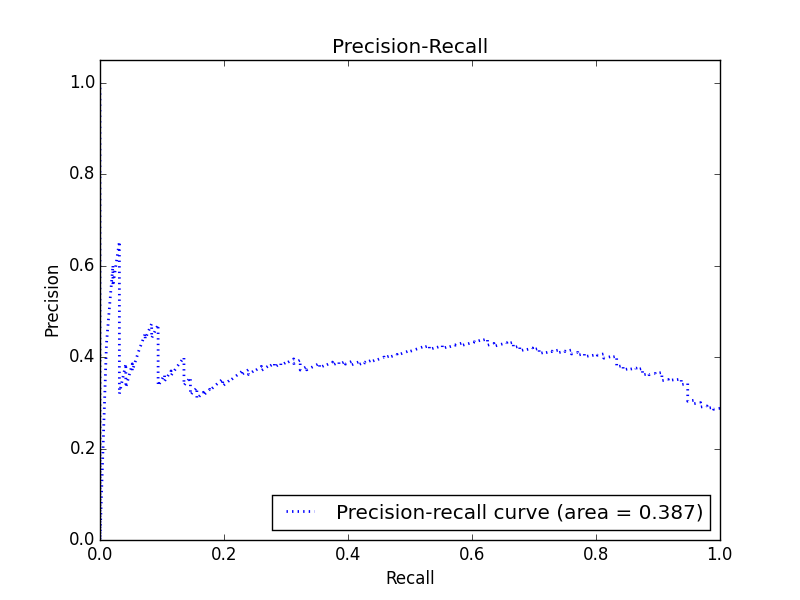 Precision-Recall
1.0
0.8
0.6
0.4
0.2
0.0
Precision
Precision-recall curve (area = 0.387)
0.0 0.2 0.4 0.6 0.8 1.0
Recall